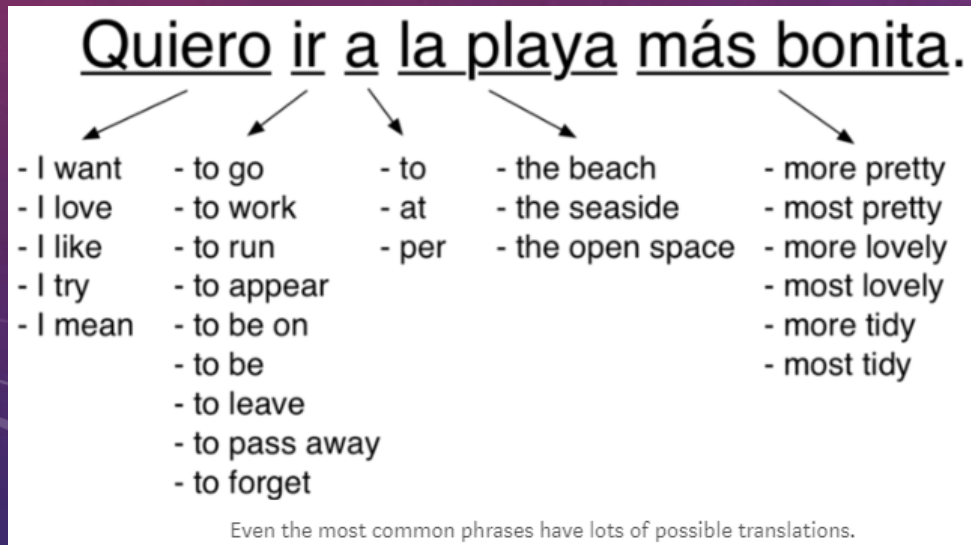 Quiero ir a la playa más bonita.
- I want - to go - to - the beach - more pretty
- I love - to work - at - the seaside - most pretty
- I like - to run - per - the open space - more lovely
- I try - to appear - most lovely
- I mean - to be on - more tidy
- to be - most tidy
- to leave
- to pass away
- to forget
Even the most common phrases have lots of possible translations.